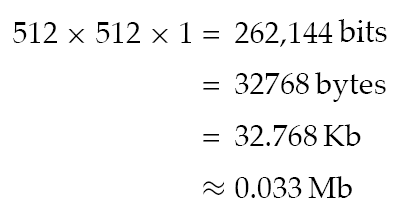 512 × 512 × 1 = 262,144 bits
= 32768 bytes
= 32.768 Kb
≈ 0.033 Mb